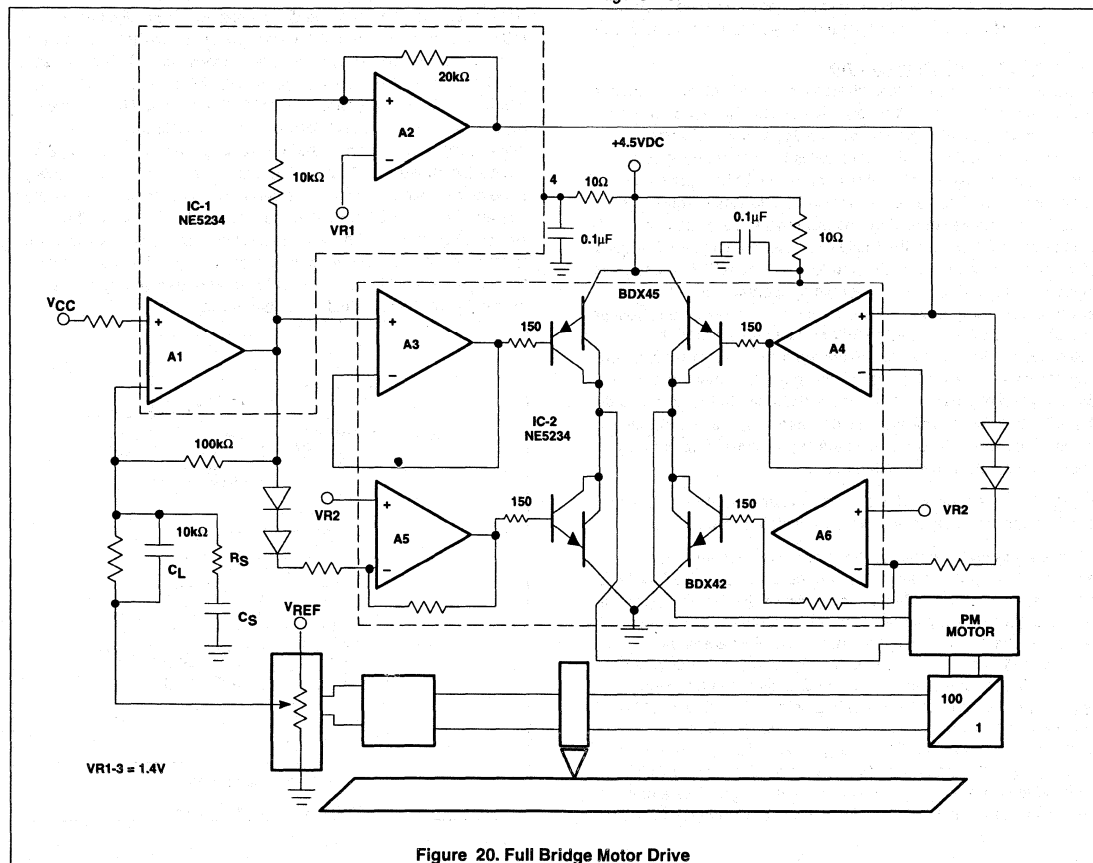 20kΩ
+
A2
−
10kΩ
+4.5VDC
4
10Ω
IC-1
NE5234
VR1
0.1μF
0.1μF
10Ω
BDX45
VCC
+
A1
−
+
A3
−
150
150
+
A4
−
IC-2
NE5234
100kΩ
VR2
+
A5
−
150
150
+
A6
−
VR2
10kΩ
CL
RS
CS
BDX42
VREF
PM
MOTOR
100
1
VR1-3 = 1.4V
Figure 20. Full Bridge Motor Drive